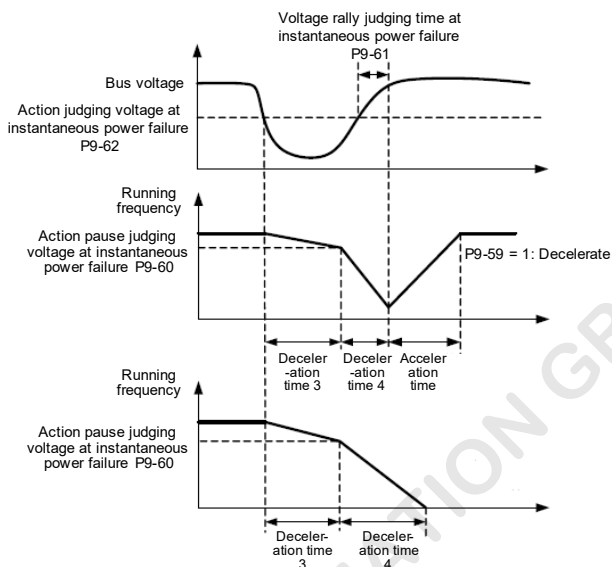 Voltage rally judging time at
instantaneous power failure
P9-61
Bus voltage
Action judging voltage at
instantaneous power failure
P9-62
Running
frequency
Action pause judging
voltage at instantaneous
power failure P9-60
P9-59 = 1: Decelerate
Deceler
-ation
time 3
Deceler
-ation
time 4
Acceler
ation
time
Running
frequency
Action pause judging
voltage at instantaneous
power failure P9-60
Deceler-
ation time
3
Deceler-
ation time
4
ATION GR